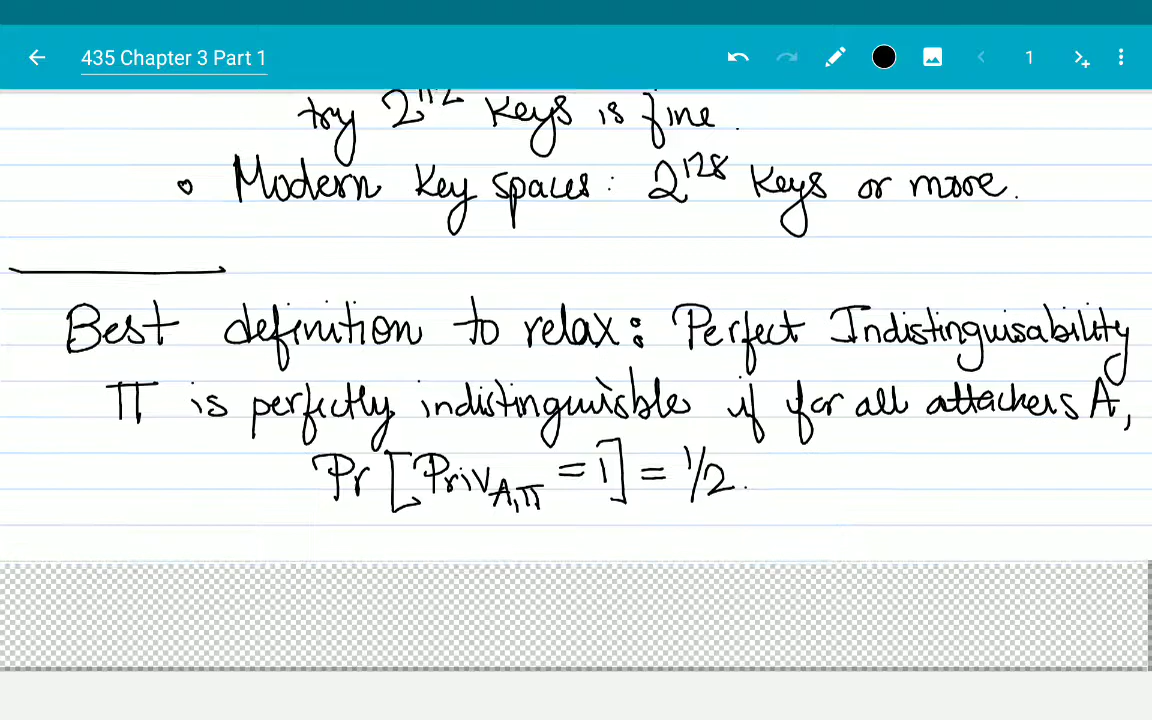 435 Chapter 3 Part 1
1
try 2^112 keys is fine.
• Modern key spaces: 2^128 keys or more.
Best definition to relax: Perfect Indistinguisability
Π is perfectly indistinguisble if for all attackers A,
Pr [Priv_A,Π = 1] = 1/2.